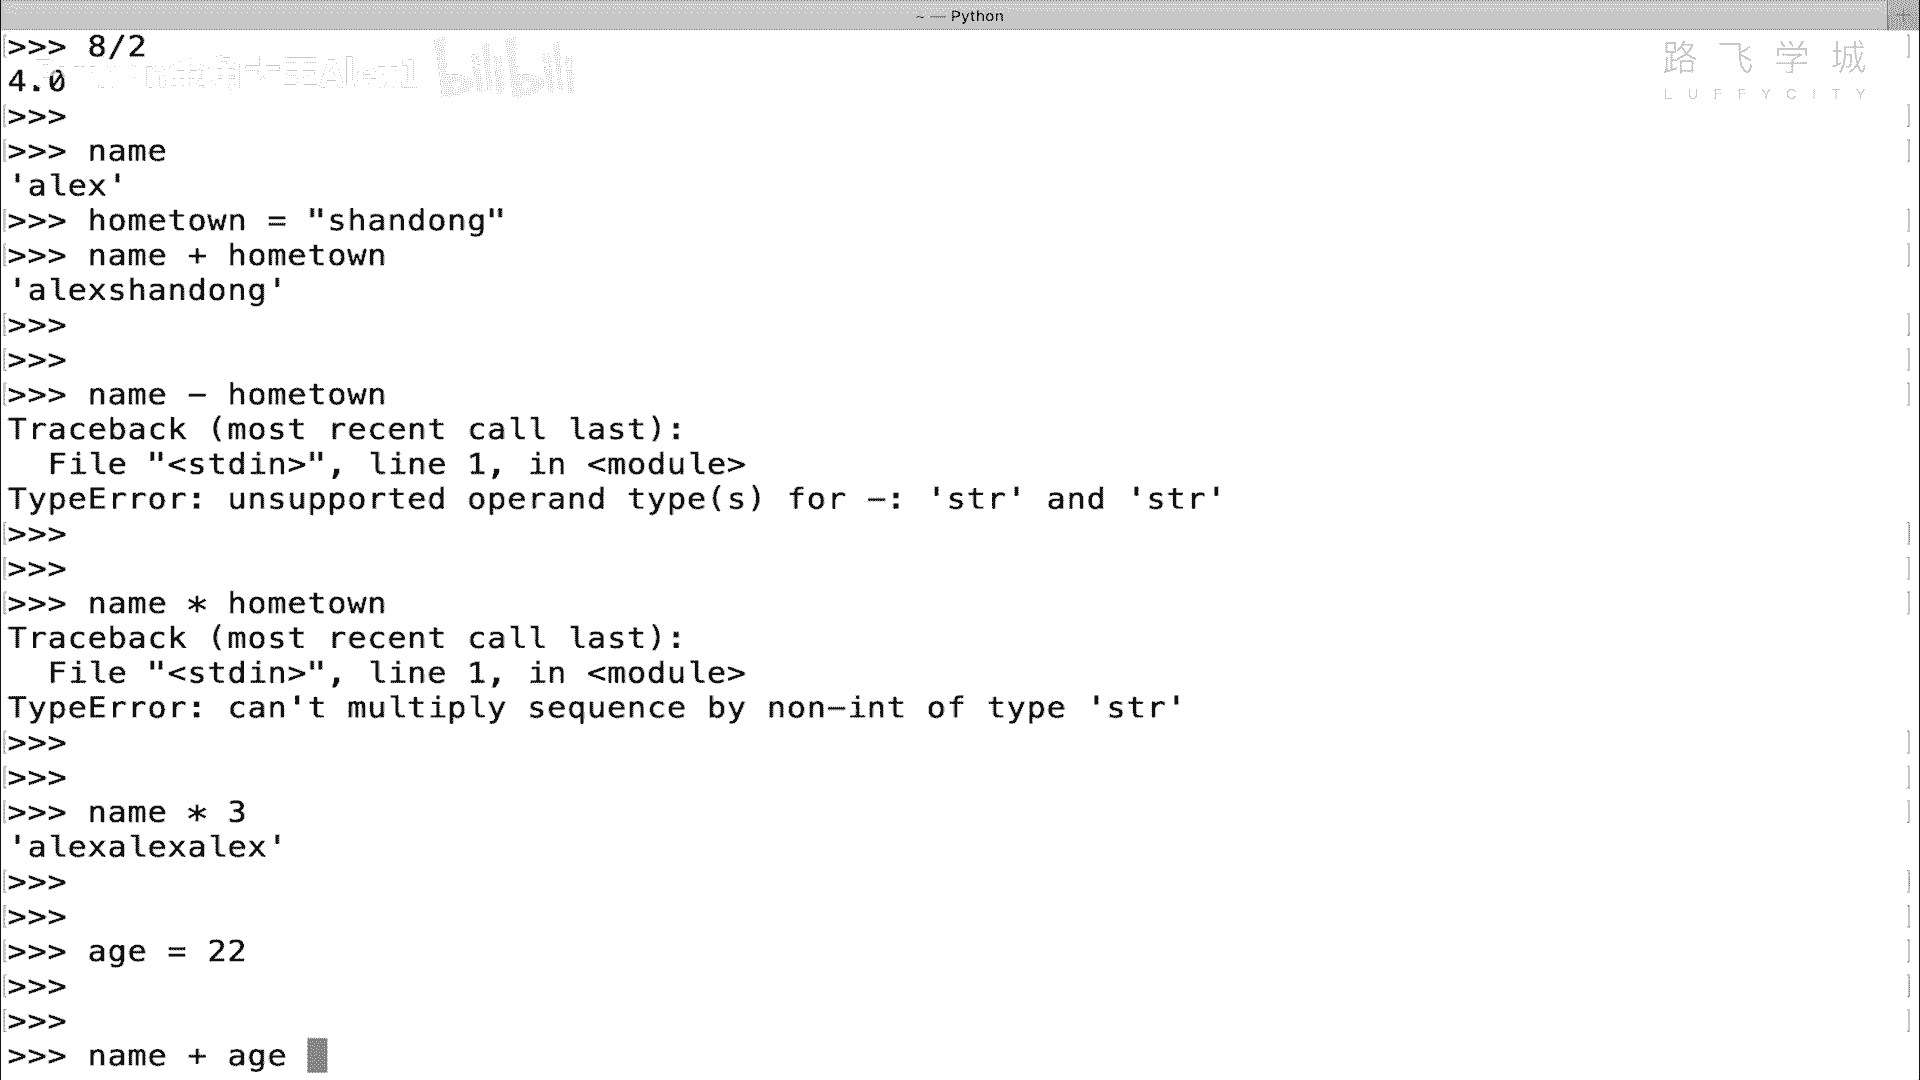 ~ — Python
>>> 8/2
4.0
>>>
>>> name
'alex'
>>> hometown = "shandong"
>>> name + hometown
'alexshandong'
>>>
>>>
>>> name - hometown
Traceback (most recent call last):
  File "<stdin>", line 1, in <module>
TypeError: unsupported operand type(s) for -: 'str' and 'str'
>>>
>>>
>>> name * hometown
Traceback (most recent call last):
  File "<stdin>", line 1, in <module>
TypeError: can't multiply sequence by non-int of type 'str'
>>>
>>>
>>> name * 3
'alexalexalex'
>>>
>>>
>>> age = 22
>>>
>>>
>>> name + age
路飞学城
LUFFYCITY
bilibili